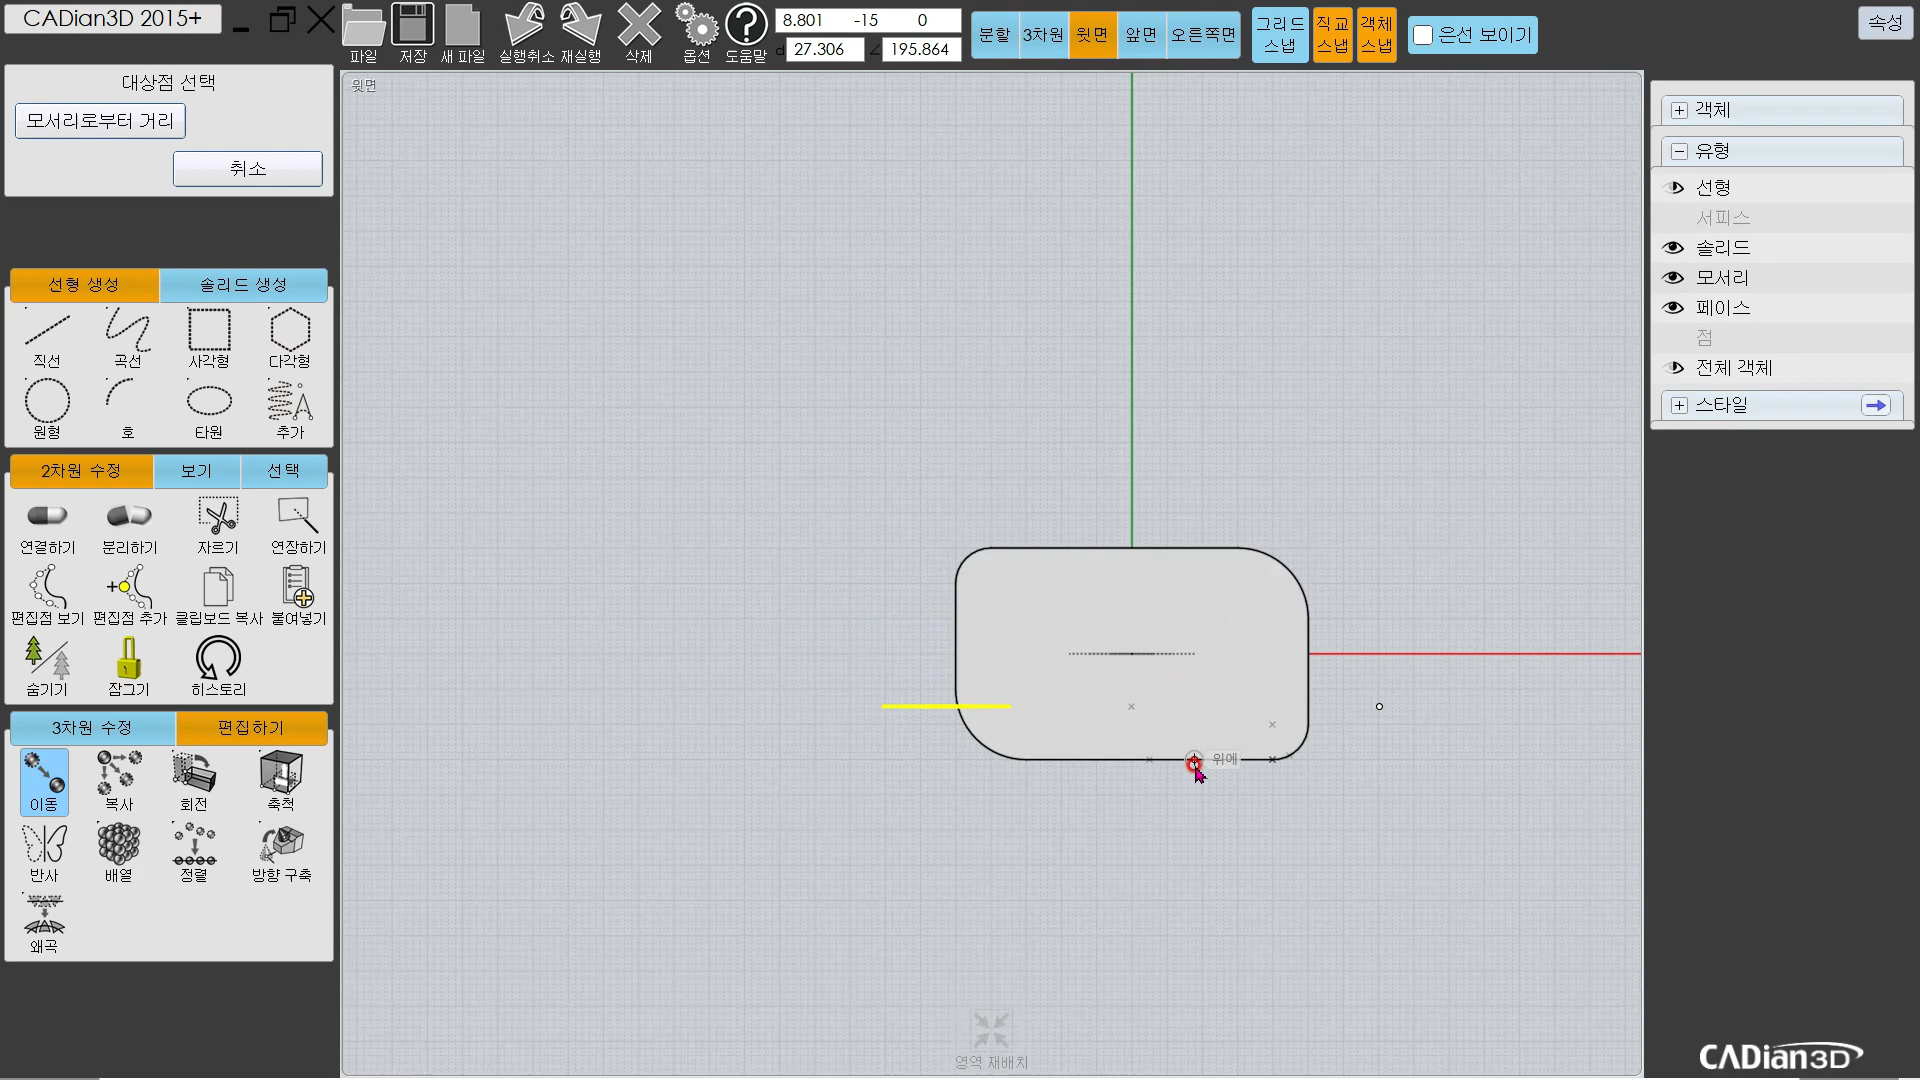 CADian3D 2015+
파일
저장
새 파일
실행취소
재실행
삭제
옵션
도움말
8.801 -15 0
d 27.306 ∠ 195.864
분할
3차원
윗면
앞면
오른쪽면
그리드
스냅
직교
스냅
객체
스냅
은선 보이기
속성
대상점 선택
모서리로부터 거리
취소
선형 생성
솔리드 생성
직선
곡선
사각형
다각형
원형
호
타원
추가
2차원 수정
보기
선택
연결하기
분리하기
자르기
연장하기
편집점 보기
편집점 추가
클립보드 복사
붙여넣기
숨기기
잠그기
히스토리
3차원 수정
편집하기
이동
복사
회전
축척
반사
배열
정렬
방향 구축
왜곡
윗면
위에
영역 재배치
객체
유형
선형
서피스
솔리드
모서리
페이스
점
전체 객체
스타일
CADian3D